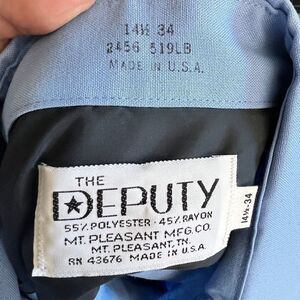 14½ 34
2456 519LB
MADE IN U.S.A.
THE
DEPUTY
55% POLYESTER · 45% RAYON
MT. PLEASANT MFG. CO.
MT. PLEASANT, TN.
RN 43676 MADE IN U.S.A.
14½-34